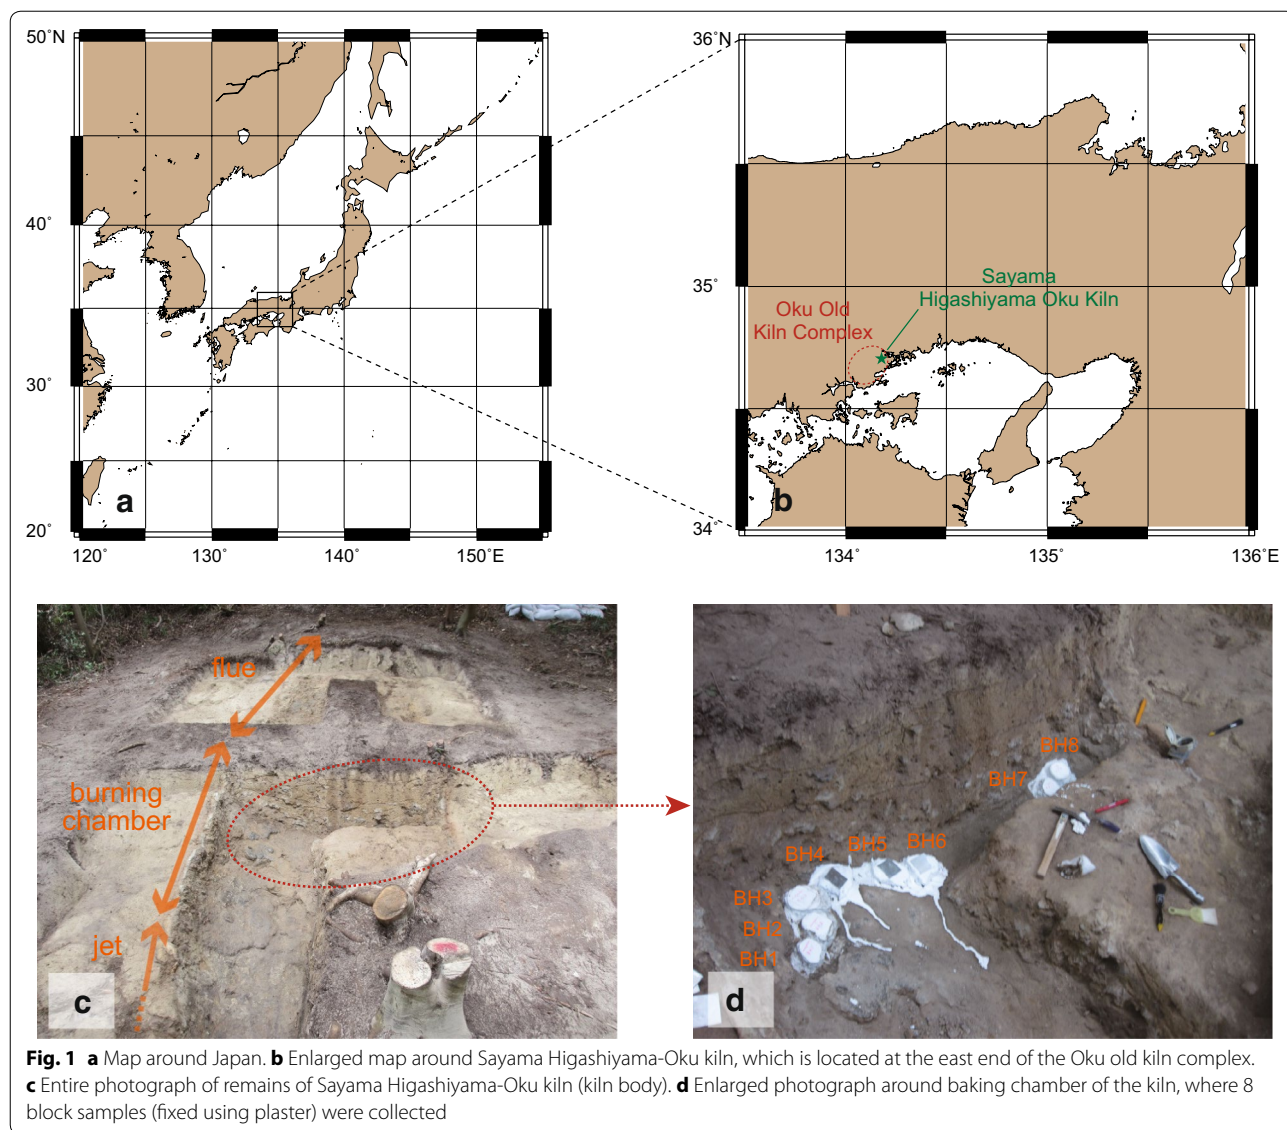 50˚N
40˚
30˚
20˚
120˚
130˚
140˚
150˚E
a
36˚N
35˚
34˚
134˚
135˚
136˚E
Sayama
Higashiyama Oku Kiln
Oku Old
Kiln Complex
b
flue
burning
chamber
jet
c
BH8
BH7
BH6
BH5
BH4
BH3
BH2
BH1
d
Fig. 1 a Map around Japan. b Enlarged map around Sayama Higashiyama-Oku kiln, which is located at the east end of the Oku old kiln complex.
c Entire photograph of remains of Sayama Higashiyama-Oku kiln (kiln body). d Enlarged photograph around baking chamber of the kiln, where 8
block samples (fixed using plaster) were collected